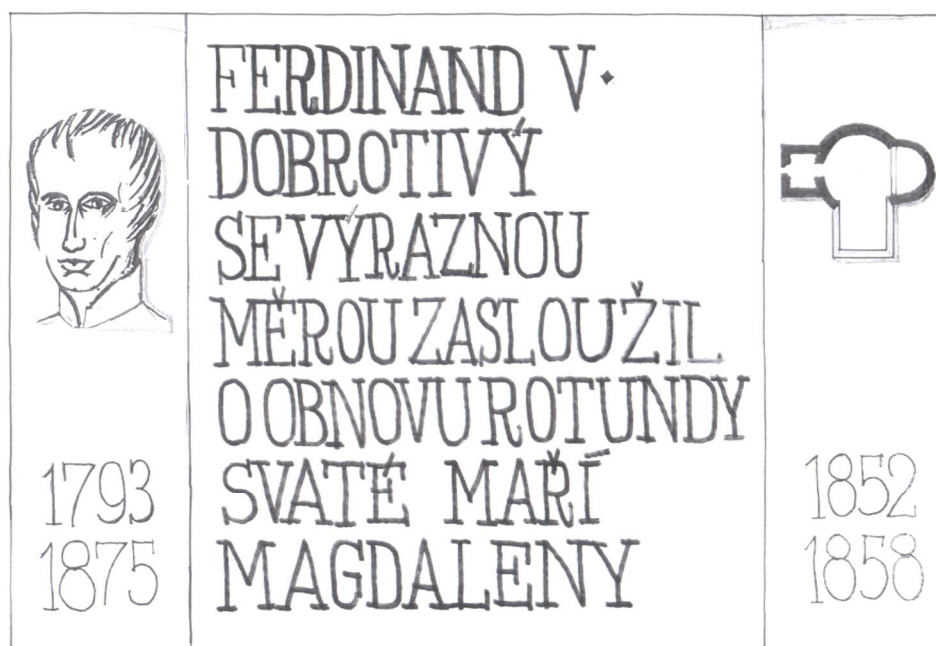 FERDINAND V.
DOBROTIVÝ
SE VÝRAZNOU
MĚROU ZASLOUŽIL
O OBNOVU ROTUNDY
SVATÉ MAŘÍ
MAGDALENY
1793
1875
1852
1858